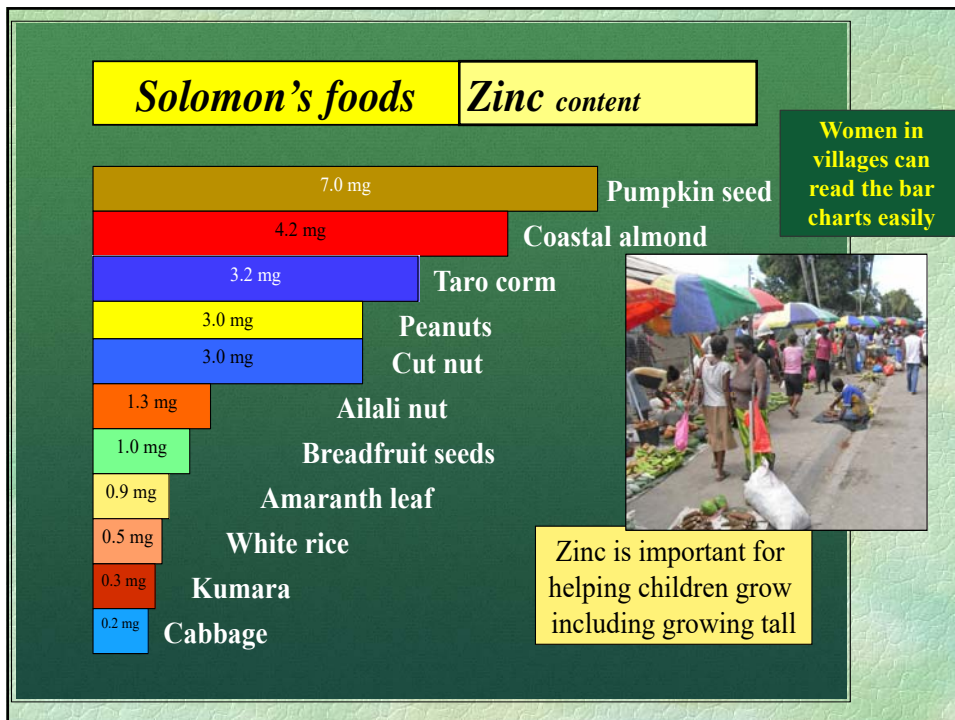 Solomon's foods Zinc content
Women in
villages can
read the bar
charts easily
7.0 mg Pumpkin seed
4.2 mg Coastal almond
3.2 mg Taro corm
3.0 mg Peanuts
3.0 mg Cut nut
1.3 mg Ailali nut
1.0 mg Breadfruit seeds
0.9 mg Amaranth leaf
0.5 mg White rice
0.3 mg Kumara
0.2 mg Cabbage
Zinc is important for
helping children grow
including growing tall